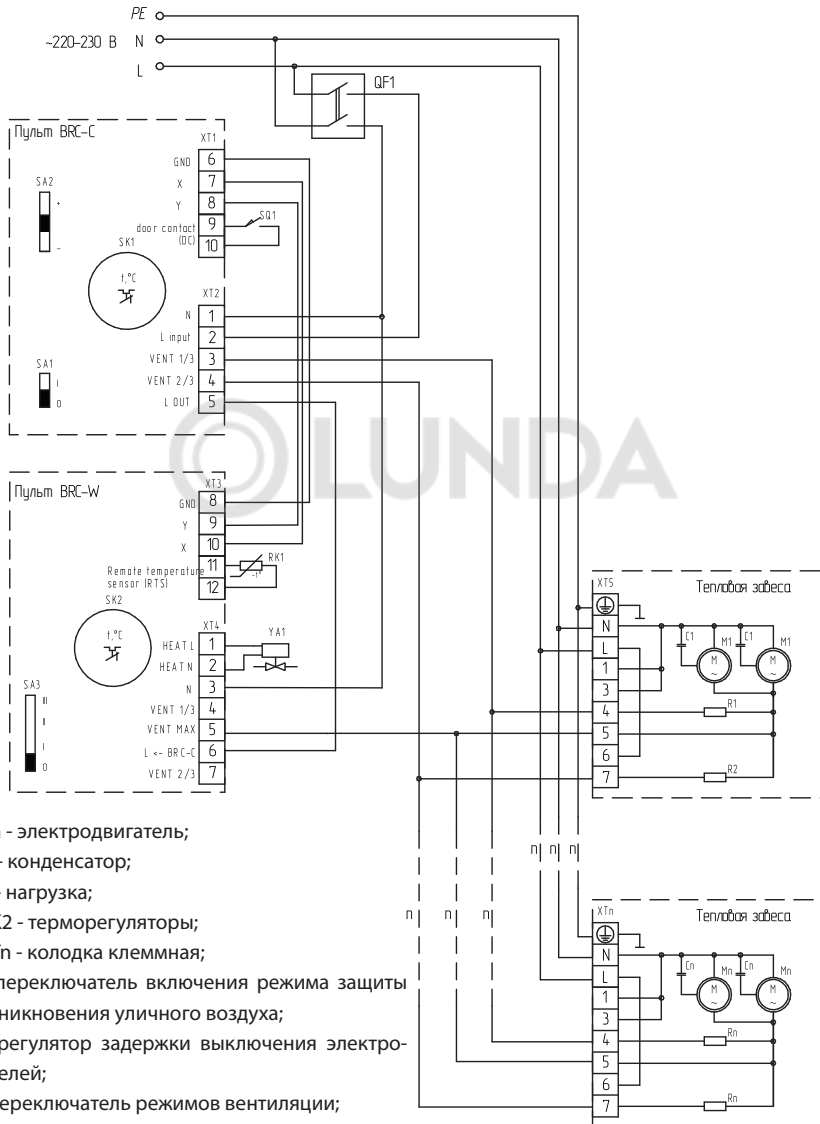 PE
~220-230 В N
L
QF1
Пульт BRC-C
XT1
GND 6
X 7
Y 8
door contact (DC) 9
10
SQ1
SA2
+
-
SK1
t,°C
XT2
N 1
L input 2
VENT 1/3 3
VENT 2/3 4
L OUT 5
SA1
I
0
LUNDA
Пульт BRC-W
XT3
GND 8
Y 9
X 10
Remote temperature 11
sensor (RTS) 12
RK1
-t°
SK2
t,°C
XT4
HEAT L 1
HEAT N 2
N 3
VENT 1/3 4
VENT MAX 5
L <- BRC-C 6
VENT 2/3 7
YA1
SA3
III
II
I
0
XT5
Тепловая завеса
N
L
1
3
4
5
6
7
C1
M1
C1
M1
M
~
M
~
R1
R2
п п п
п п п
XTn
Тепловая завеса
N
L
1
3
4
5
6
7
Cn
Mn
Cn
Mn
M
~
M
~
Rn
Rn
- электродвигатель;
- конденсатор;
- нагрузка;
2 - терморегуляторы;
n - колодка клеммная;
переключатель включения режима защиты
никновения уличного воздуха;
регулятор задержки выключения электро-
елей;
ереключатель режимов вентиляции;